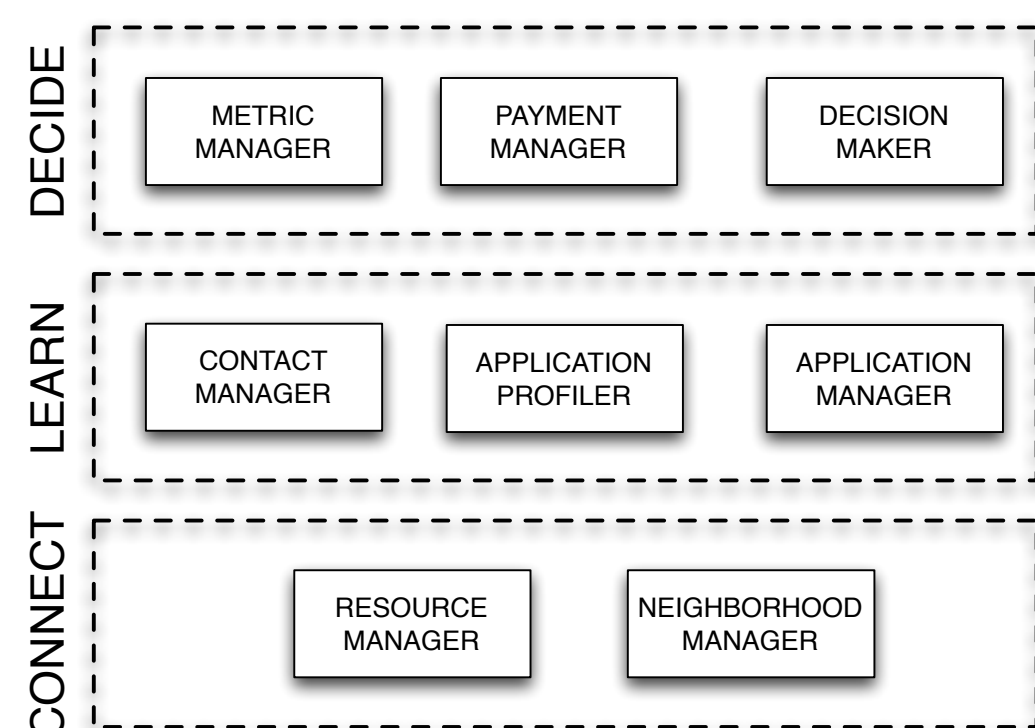 DECIDE
METRIC
MANAGER
PAYMENT
MANAGER
DECISION
MAKER
LEARN
CONTACT
MANAGER
APPLICATION
PROFILER
APPLICATION
MANAGER
CONNECT
RESOURCE
MANAGER
NEIGHBORHOOD
MANAGER